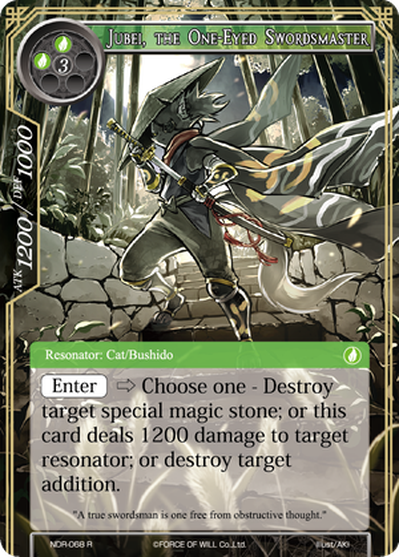 Jubei, the One-Eyed Swordsmaster
3
ATK 1200 / DEF 1000
Resonator: Cat/Bushido
Enter ⇨ Choose one - Destroy
target special magic stone; or this
card deals 1200 damage to target
resonator; or destroy target
addition.
"A true swordsman is one free from obstructive thought."
NDR-068 R ©FORCE OF WILL Co.,Ltd. Illust/AKI